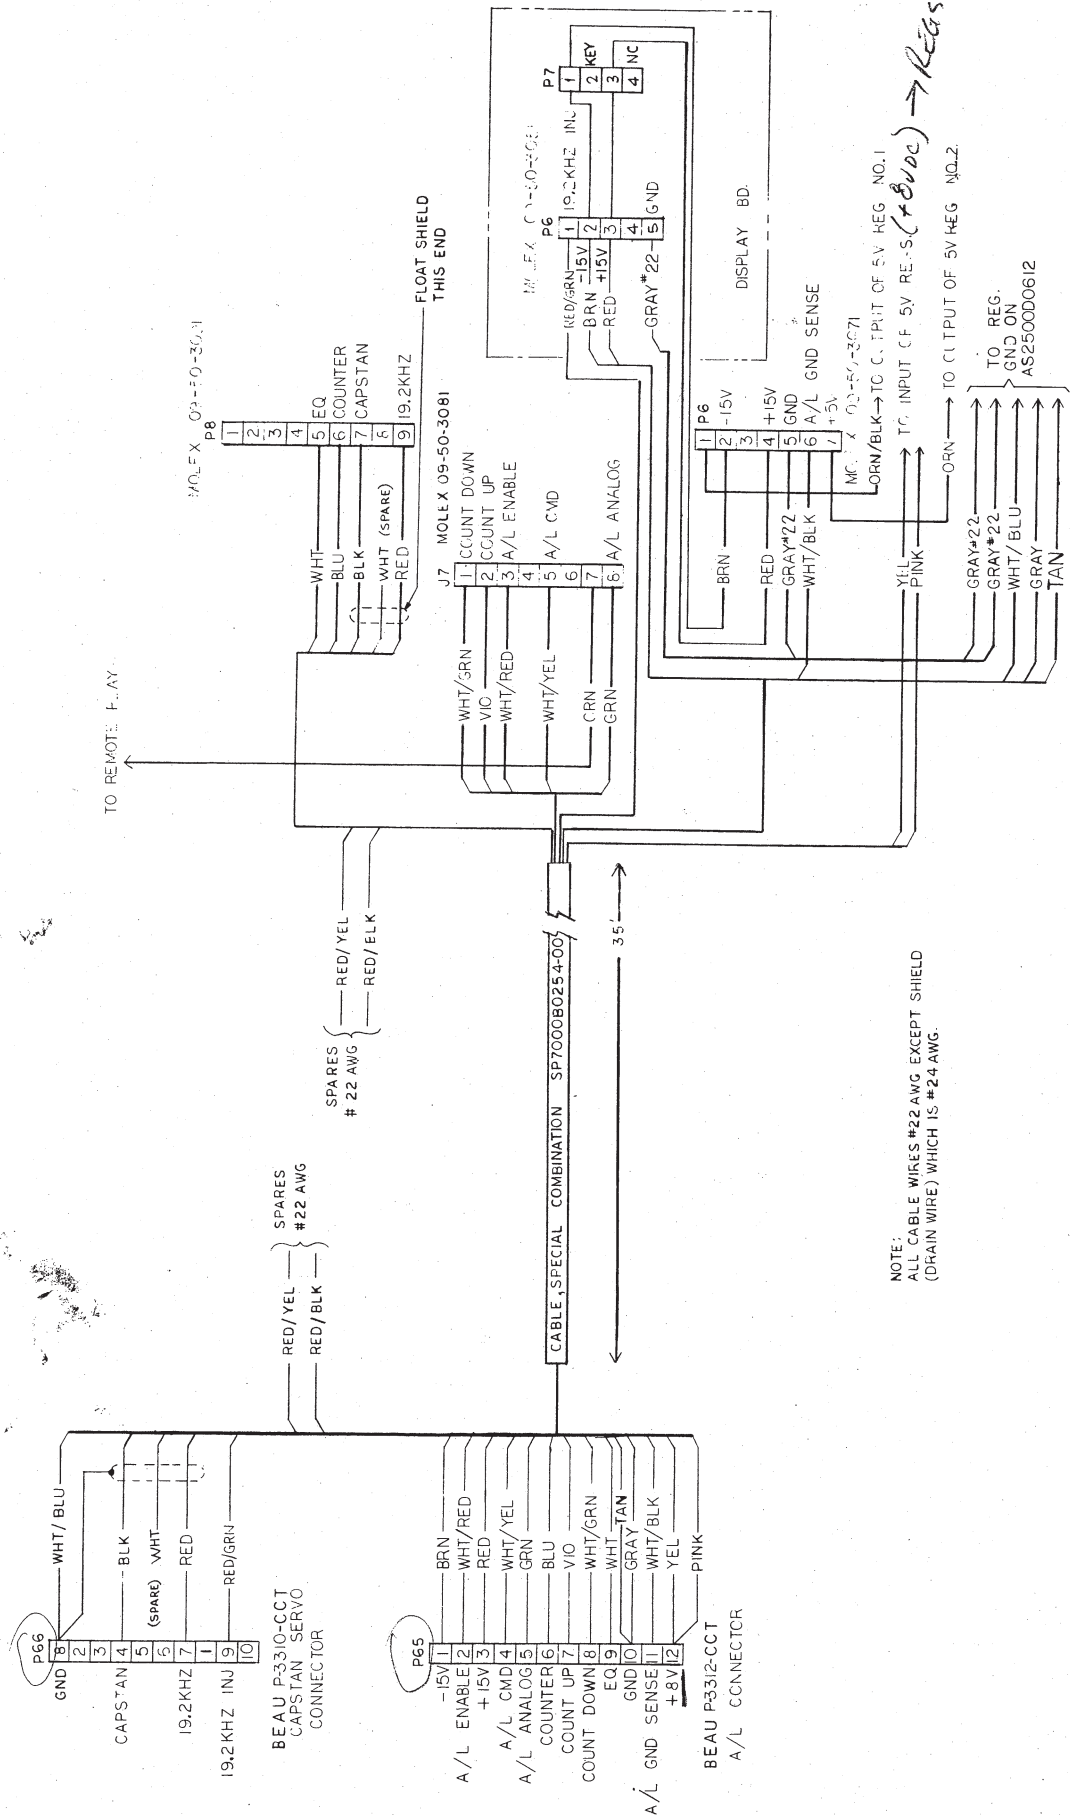 P66
8
2
3
4
5
6
7
1
9
10
GND
CAPSTAN
19.2KHZ
19.2KHZ INJ
WHT/BLU
BLK
(SPARE) WHT
RED
RED/GRN
BEAU P-3310-CCT
CAPSTAN SERVO
CONNECTOR
P65
-15V 1
A/L ENABLE 2
+15V 3
A/L CMD 4
A/L ANALOG 5
COUNTER 6
COUNT UP 7
COUNT DOWN 8
EQ 9
GND 10
A/L GND SENSE 11
+8V 12
BRN
WHT/RED
RED
WHT/YEL
GRN
BLU
VIO
WHT/GRN
WHT
TAN
GRAY
WHT/BLK
YEL
PINK
BEAU P-3312-CCT
A/L CONNECTOR
RED/YEL
RED/BLK
SPARES
#22 AWG
CABLE, SPECIAL COMBINATION SP7000B0254-00
35'
SPARES
# 22 AWG
RED/YEL
RED/BLK
NOTE:
ALL CABLE WIRES #22 AWG EXCEPT SHIELD
(DRAIN WIRE) WHICH IS #24 AWG.
TO REMOTE
MOLEX
P8
1
2
3
4
5 EQ
6 COUNTER
7 CAPSTAN
8
9 19.2KHZ
WHT
BLU
BLK
WHT (SPARE)
RED
FLOAT SHIELD
THIS END
J7 MOLEX 09-50-3081
1 COUNT DOWN
2 COUNT UP
3 A/L ENABLE
4
5 A/L CMD
6
7
8 A/L ANALOG
WHT/GRN
VIO
WHT/RED
WHT/YEL
GRN
P7
1
2 KEY
3
4 NC
P6
1 19.2KHZ INJ
2
3
4
5 GND
RED/GRN
BRN -15V
RED +15V
GRAY #22
DISPLAY BD.
P6
1
2 -15V
3
4 +15V
5 GND
6 A/L GND SENSE
7 +5V
BRN
RED
GRAY #22
WHT/BLK
ORN/BLK TO OUTPUT OF 5V REG NO. 1
YEL TO INPUT OF 5V (+8VDC) → REGS
PINK
ORN TO OUTPUT OF 5V REG NO. 2
GRAY #22
GRAY #22
WHT/BLU
GRAY
TAN
TO REG.
GND ON
AS2500D0612